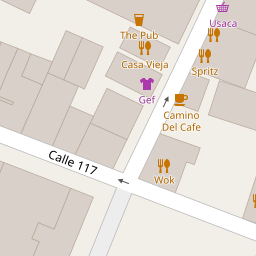 Usaca
The Pub
Casa Vieja
Spritz
Gef
Camino
Del Cafe
Calle 117
Wok